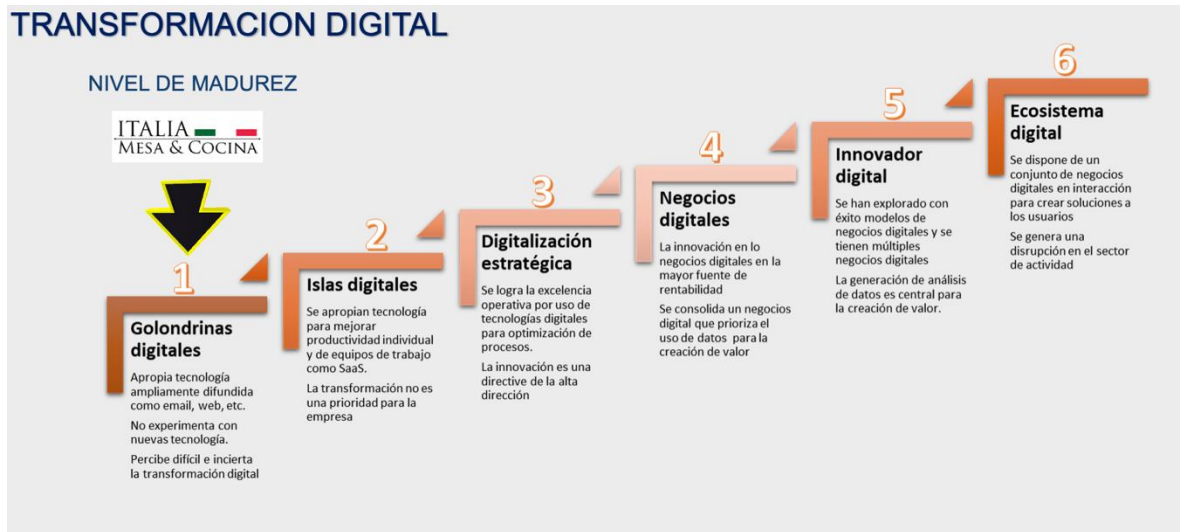 TRANSFORMACION DIGITAL
NIVEL DE MADUREZ
ITALIA
MESA & COCINA
1
Golondrinas
digitales
Apropia tecnología
ampliamente difundida
como email, web, etc.
No experimenta con
nuevas tecnología.
Percibe difícil e incierta
la transformación digital
2
Islas digitales
Se apropian tecnología
para mejorar
productividad individual
y de equipos de trabajo
como SaaS.
La transformación no es
una prioridad para la
empresa
3
Digitalización
estratégica
Se logra la excelencia
operativa por uso de
tecnologías digitales
para optimización de
procesos.
La innovación es una
directive de la alta
dirección
4
Negocios
digitales
La innovación en lo
negocios digitales en la
mayor fuente de
rentabilidad
Se consolida un negocios
digital que prioriza el
uso de datos para la
creación de valor
5
Innovador
digital
Se han explorado con
éxito modelos de
negocios digitales y se
tienen múltiples
negocios digitales
La generación de análisis
de datos es central para
la creación de valor.
6
Ecosistema
digital
Se dispone de un
conjunto de negocios
digitales en interacción
para crear soluciones a
los usuarios
Se genera una
disrupción en el sector
de actividad